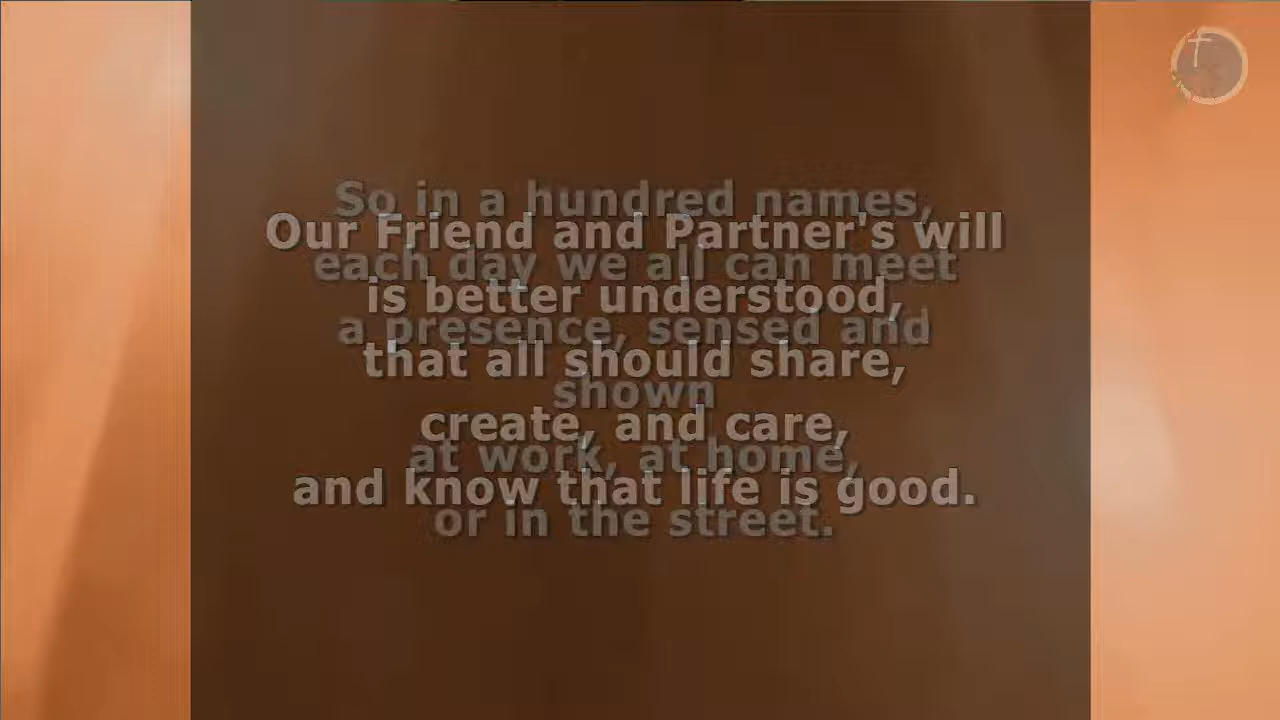 So in a hundred names,
Our Friend and Partner's will
each day we all can meet
is better understood,
a presence, sensed and
that all should share,
shown
create, and care,
at work, at home,
and know that life is good.
or in the street.